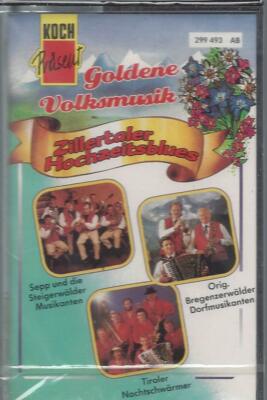 KOCH
Präsent
299 493 AB
Goldene
Volksmusik
Zillertaler
Hochzeitsblues
Sepp und die
Steigerwälder
Musikanten
Orig.
Bregenzerwälder
Dorfmusikanten
Tiroler
Nachtschwärmer